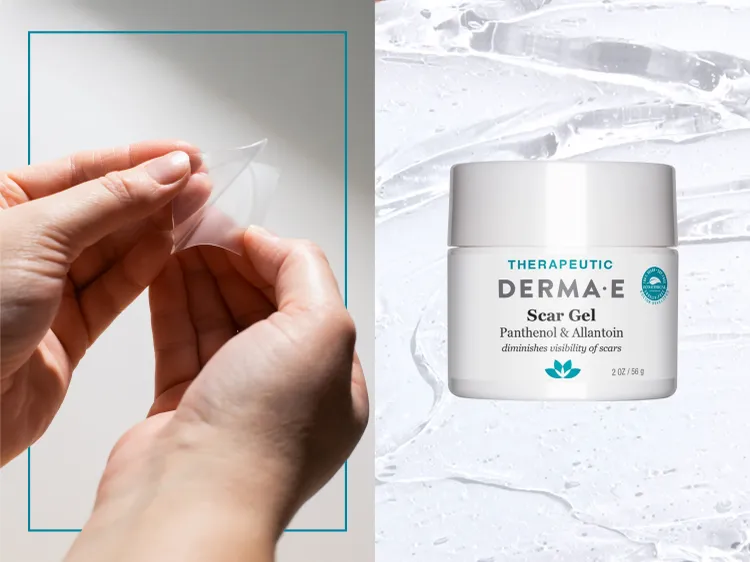 THERAPEUTIC
DERMA·E
Scar Gel
Panthenol & Allantoin
diminishes visibility of scars
2 OZ / 56 g